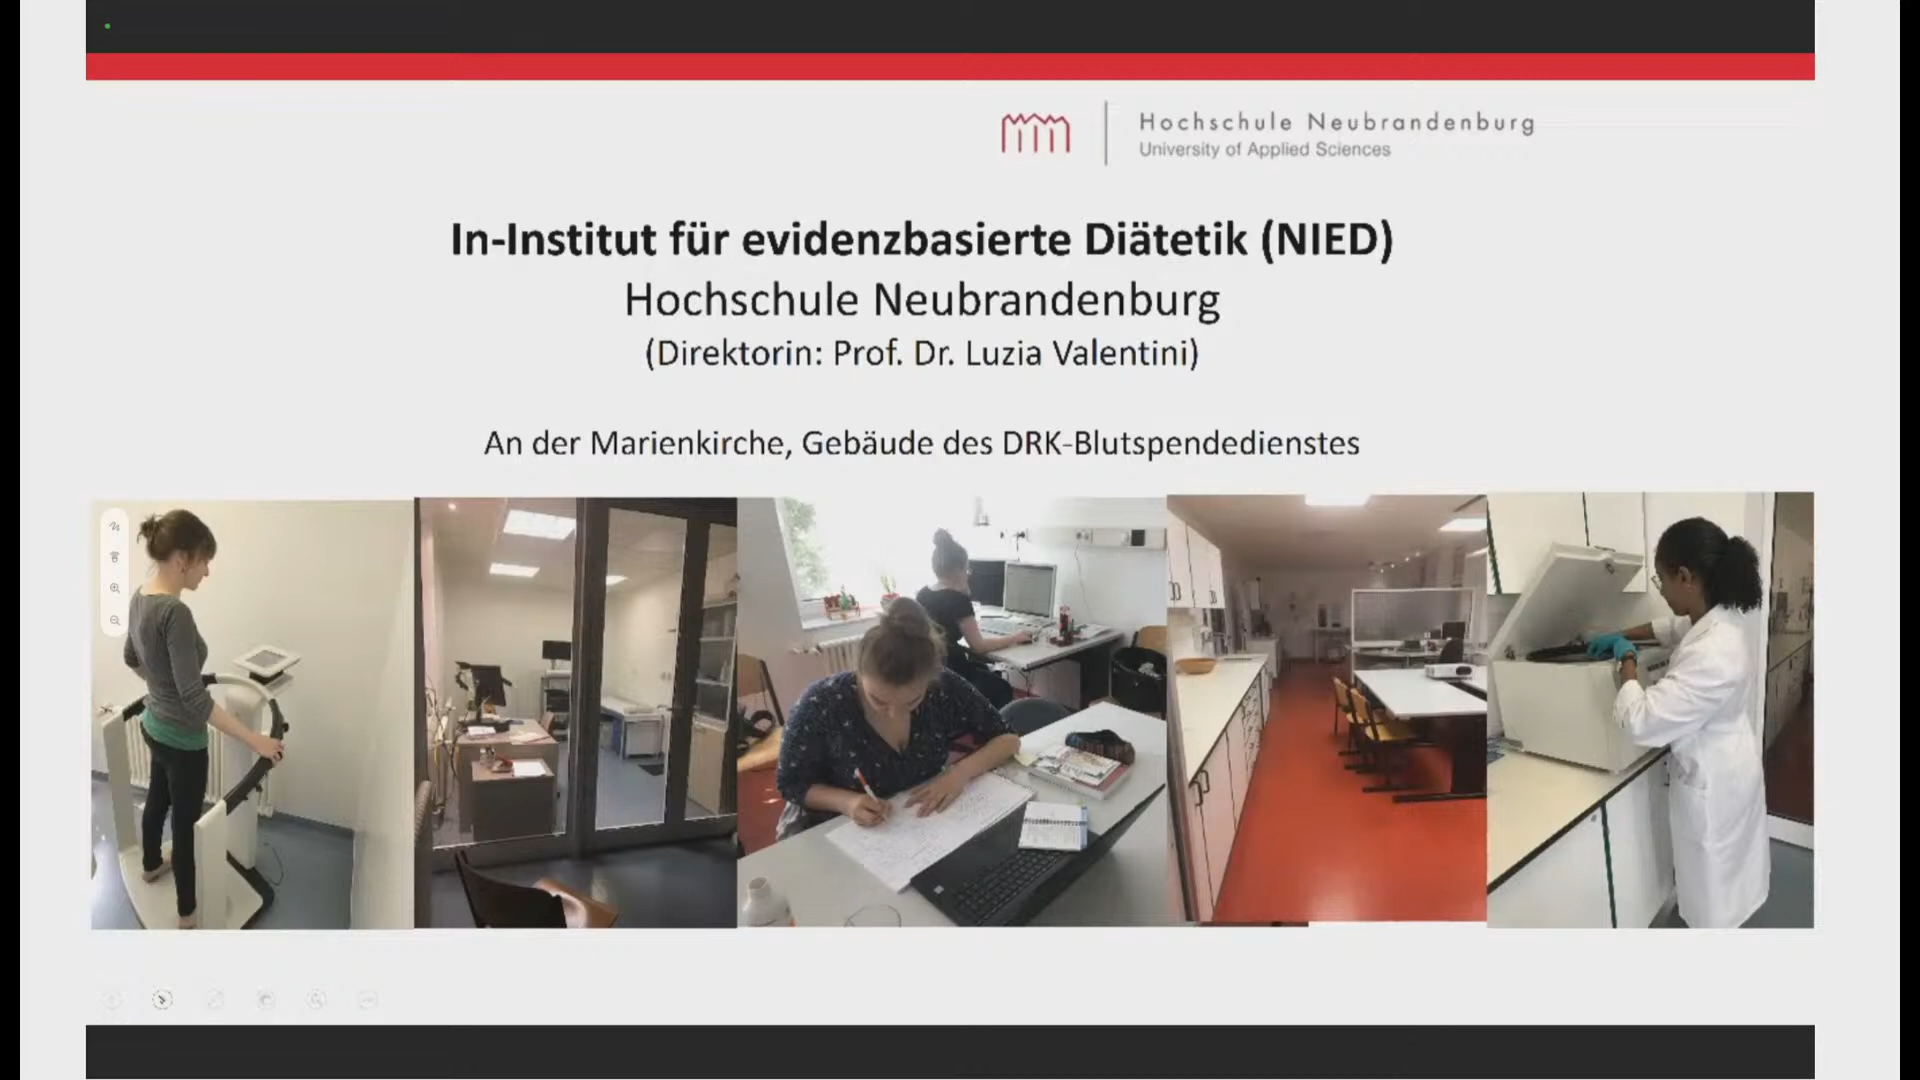 Hochschule Neubrandenburg
University of Applied Sciences
In-Institut für evidenzbasierte Diätetik (NIED)
Hochschule Neubrandenburg
(Direktorin: Prof. Dr. Luzia Valentini)
An der Marienkirche, Gebäude des DRK-Blutspendedienstes